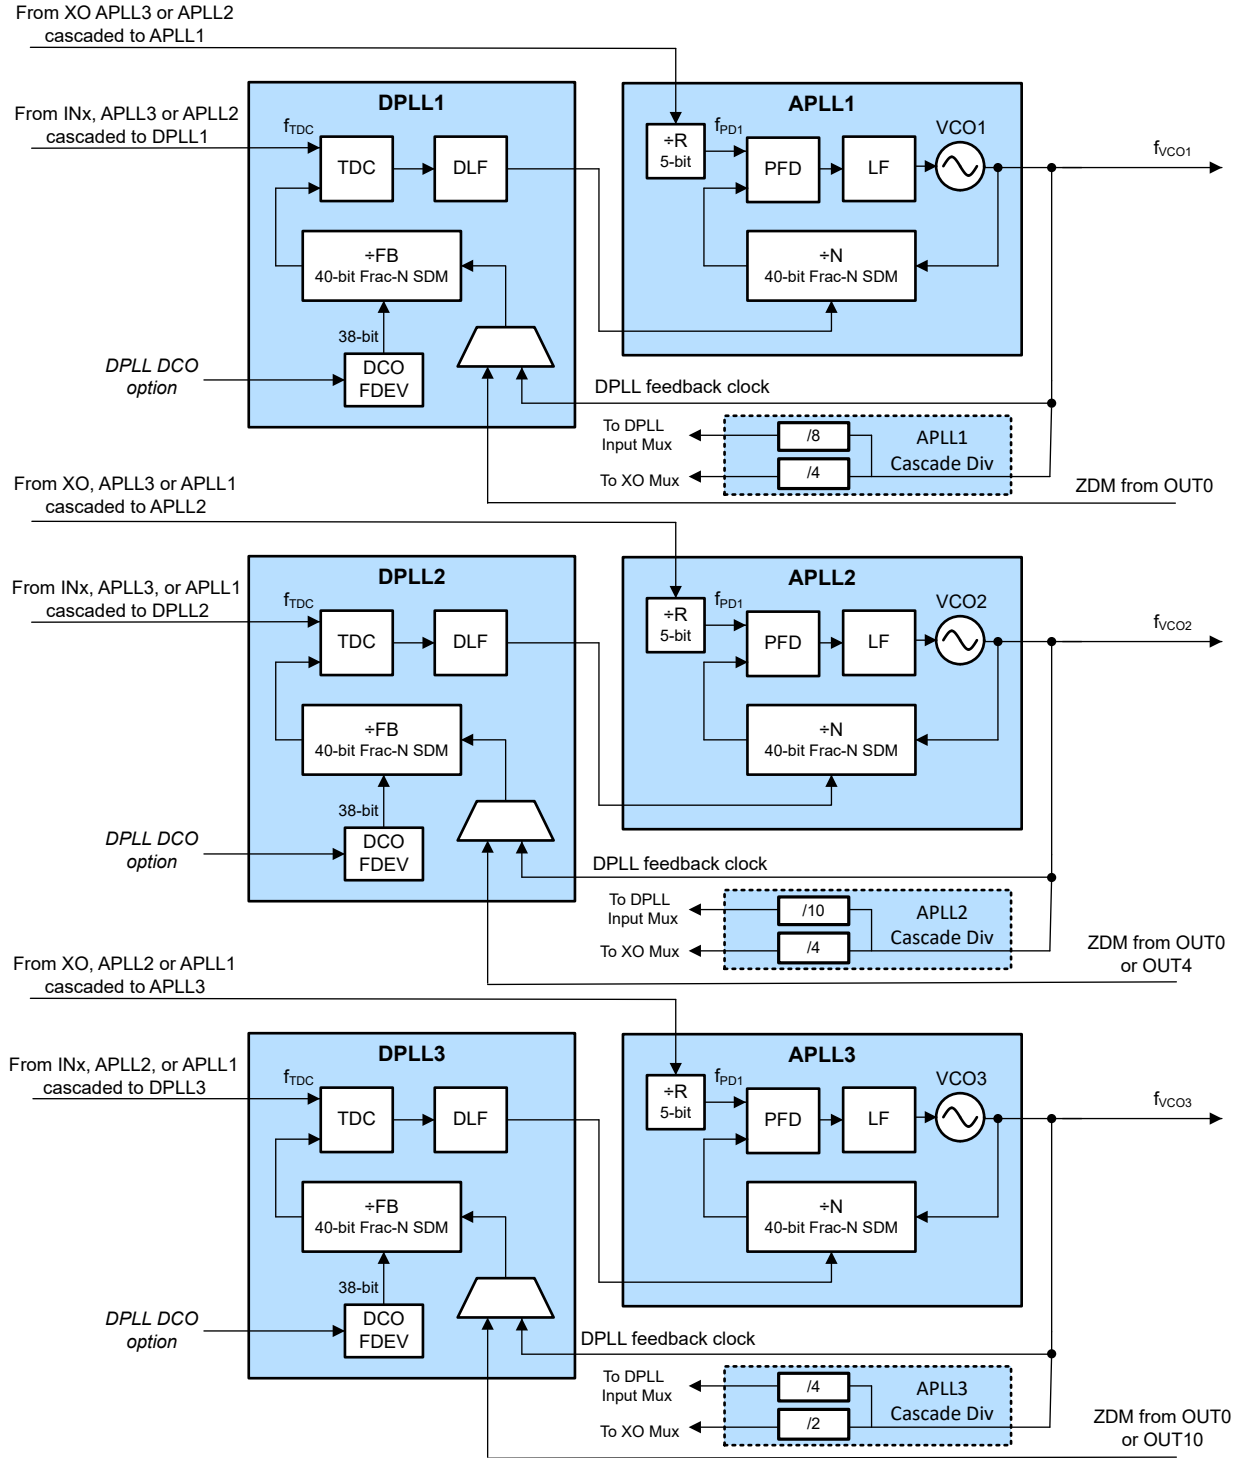 From XO APLL3 or APLL2
cascaded to APLL1
DPLL1
APLL1
From INx, APLL3 or APLL2
cascaded to DPLL1
fTDC
TDC
DLF
÷R
5-bit
fPD1
PFD
LF
VCO1
fVCO1
÷FB
40-bit Frac-N SDM
÷N
40-bit Frac-N SDM
38-bit
DPLL DCO
option
DCO
FDEV
DPLL feedback clock
To DPLL
Input Mux
/8
APLL1
Cascade Div
To XO Mux
/4
ZDM from OUT0
From XO, APLL3 or APLL1
cascaded to APLL2
DPLL2
APLL2
From INx, APLL3, or APLL1
cascaded to DPLL2
fTDC
TDC
DLF
÷R
5-bit
fPD1
PFD
LF
VCO2
fVCO2
÷FB
40-bit Frac-N SDM
÷N
40-bit Frac-N SDM
38-bit
DPLL DCO
option
DCO
FDEV
DPLL feedback clock
To DPLL
Input Mux
/10
APLL2
Cascade Div
To XO Mux
/4
ZDM from OUT0
or OUT4
From XO, APLL2 or APLL1
cascaded to APLL3
DPLL3
APLL3
From INx, APLL2, or APLL1
cascaded to DPLL3
fTDC
TDC
DLF
÷R
5-bit
fPD1
PFD
LF
VCO3
fVCO3
÷FB
40-bit Frac-N SDM
÷N
40-bit Frac-N SDM
38-bit
DPLL DCO
option
DCO
FDEV
DPLL feedback clock
To DPLL
Input Mux
/4
APLL3
Cascade Div
To XO Mux
/2
ZDM from OUT0
or OUT10